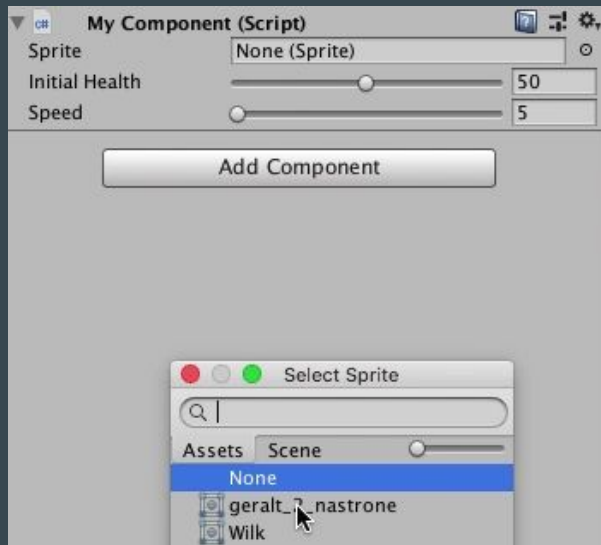 C# My Component (Script)
Sprite None (Sprite)
Initial Health 50
Speed 5
Add Component
Select Sprite
Assets Scene
None
Wilk